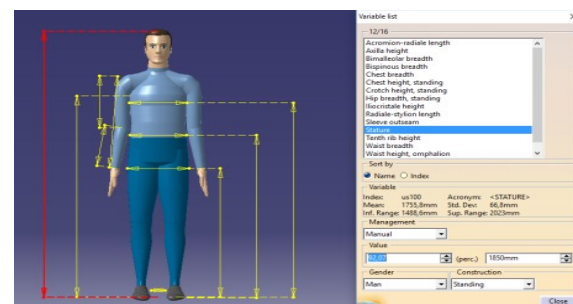 Variable list
12/16
Acromion-radiale length
Axilla height
Bimalleolar breadth
Bispinous breadth
Chest breadth
Chest height, standing
Crotch height, standing
Hip breadth, standing
Iliocristale height
Radiale-stylion length
Sleeve outseam
Stature
Tenth rib height
Waist breadth
Waist height, omphalion
Sort by
Name Index
Variable
Index: us100 Acronym: <STATURE>
Mean: 1755,8mm Std. Dev: 66,8mm
Inf. Range: 1488,6mm Sup. Range: 2023mm
Management
Manual
Value
92,07 (perc.) 1850mm
Gender Construction
Man Standing
Close